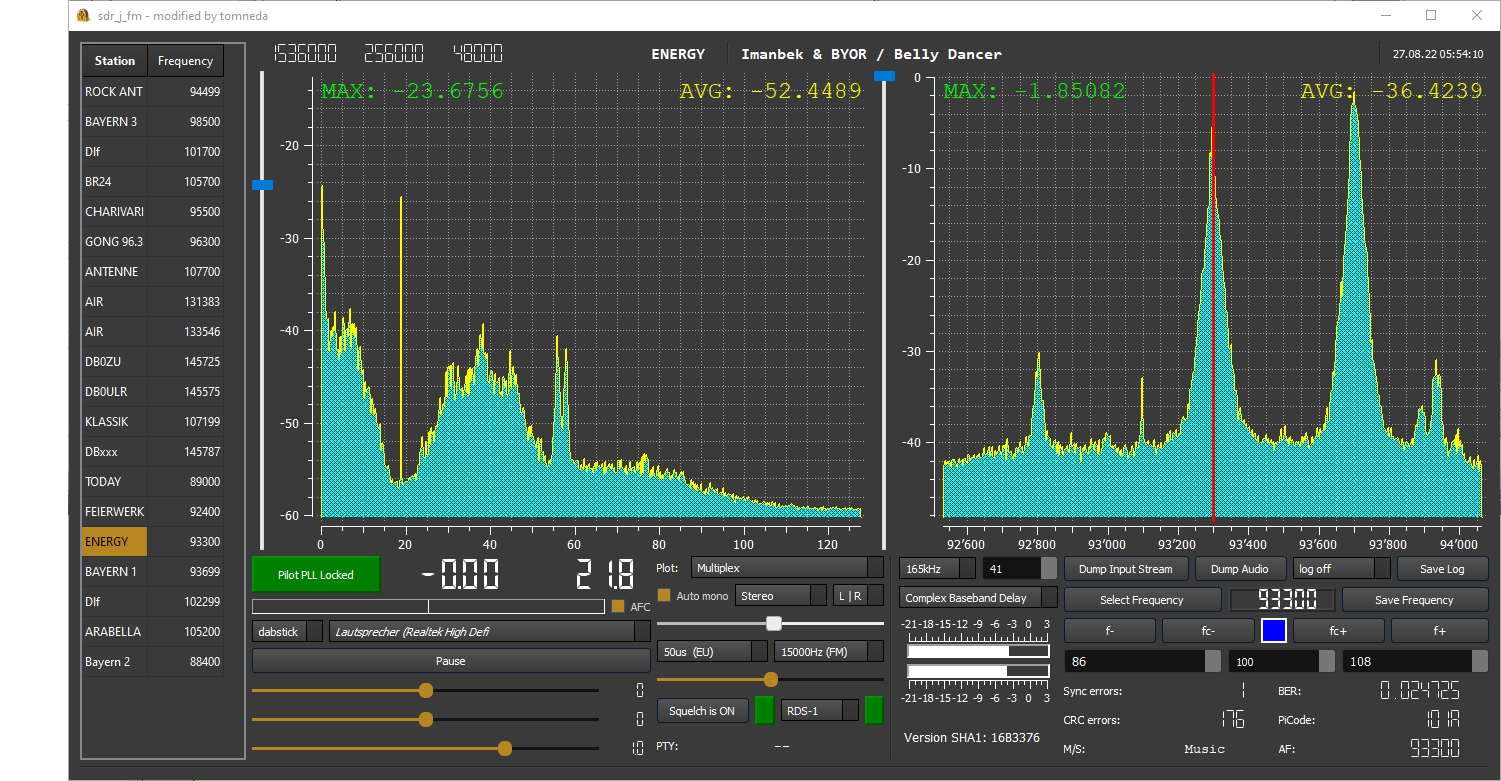 sdr_j_fm - modified by tomneda
Station Frequency
ROCK ANT 94499
BAYERN 3 98500
Dlf 101700
BR24 105700
CHARIVARI 95500
GONG 96.3 96300
ANTENNE 107700
AIR 131383
AIR 133546
DB0ZU 145725
DB0ULR 145575
KLASSIK 107199
DBxxx 145787
TODAY 89000
FEIERWERK 92400
ENERGY 93300
BAYERN 1 93699
Dlf 102299
ARABELLA 105200
Bayern 2 88400
1536000 256000 48000
ENERGY Imanbek & BYOR / Belly Dancer
27.08.22 05:54:10
MAX: -23.6756 AVG: -52.4489
-20
-30
-40
-50
-60
0 20 40 60 80 100 120
MAX: -1.85082 AVG: -36.4239
0
-10
-20
-30
-40
92'600 92'800 93'000 93'200 93'400 93'600 93'800 94'000
Pilot PLL Locked -0.00 21.8
AFC
dabstick Lautsprecher (Realtek High Defi
Pause
0
0
1.0
Plot: Multiplex
Auto mono Stereo L | R
50us (EU) 15000Hz (FM)
Squelch is ON RDS-1
PTY: --
165kHz 41
Complex Baseband Delay
-21-18-15-12 -9 -6 -3 0 3
-21-18-15-12 -9 -6 -3 0 3
Version SHA1: 16B3376
Dump Input Stream Dump Audio log off Save Log
Select Frequency 93300 Save Frequency
f- fc- fc+ f+
86 100 108
Sync errors: 1 BER: 0.024725
CRC errors: 176 PiCode: 101A
M/S: Music AF: 93300